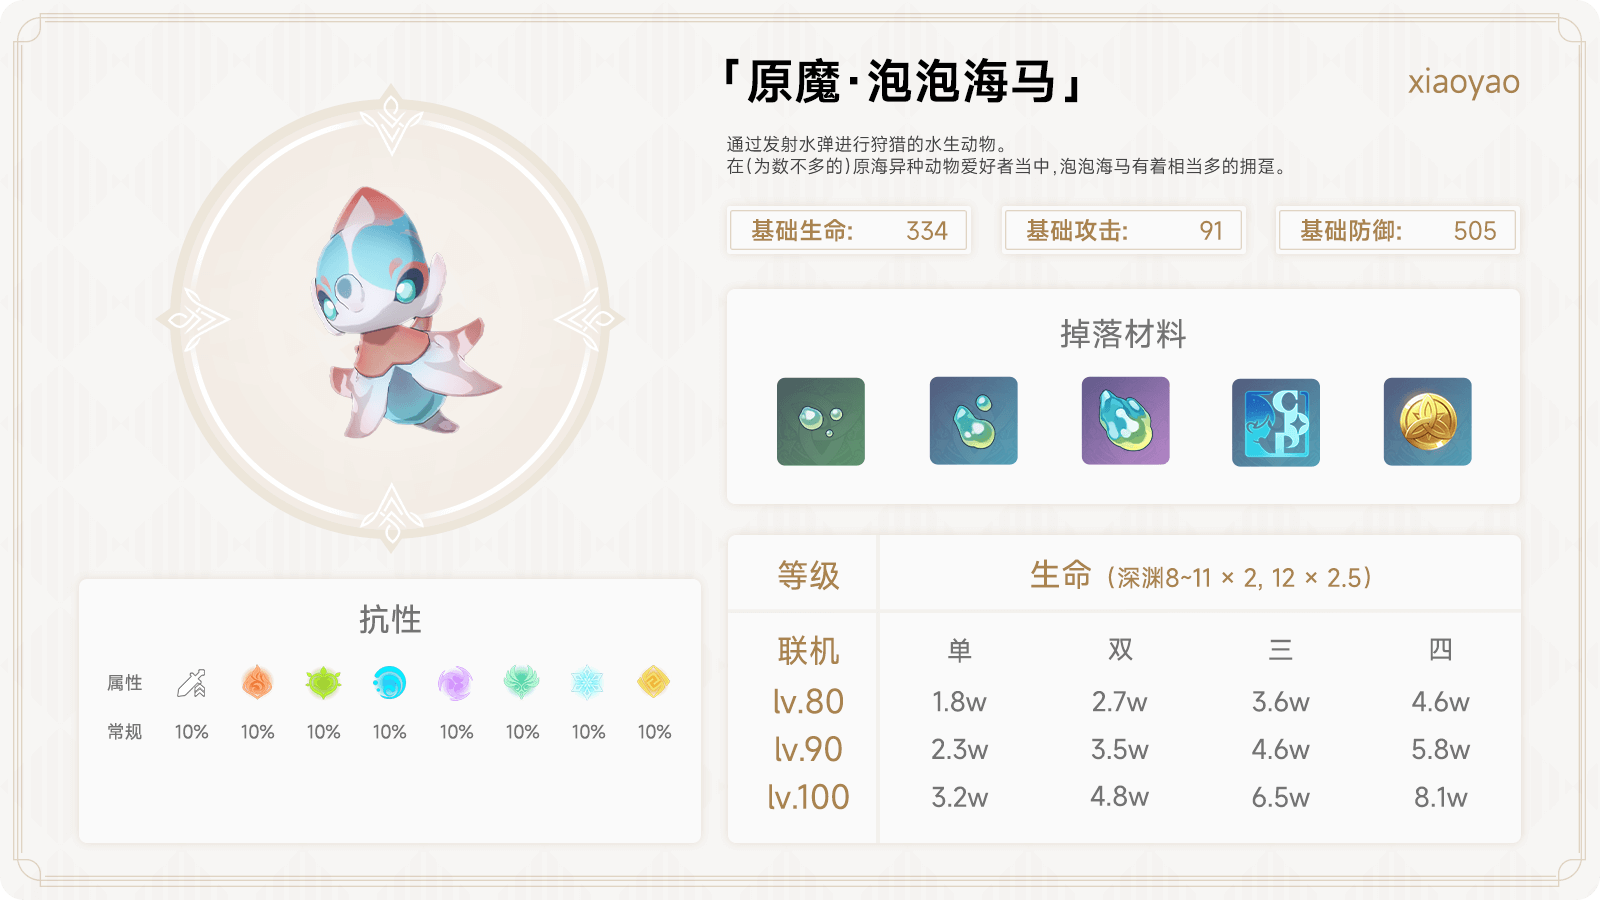 「原魔·泡泡海马」
xiaoyao
通过发射水弹进行狩猎的水生动物。
在(为数不多的)原海异种动物爱好者当中,泡泡海马有着相当多的拥趸。
基础生命: 334
基础攻击: 91
基础防御: 505
掉落材料
抗性
属性
常规 10% 10% 10% 10% 10% 10% 10% 10%
等级 生命 (深渊8~11 × 2, 12 × 2.5)
联机 单 双 三 四
lv.80 1.8w 2.7w 3.6w 4.6w
lv.90 2.3w 3.5w 4.6w 5.8w
lv.100 3.2w 4.8w 6.5w 8.1w